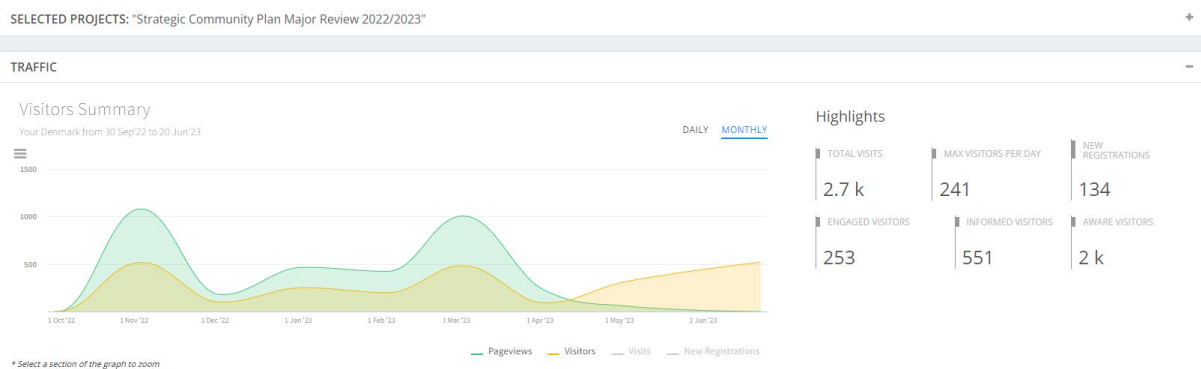 SELECTED PROJECTS: "Strategic Community Plan Major Review 2022/2023"
TRAFFIC
Visitors Summary
Your Denmark from 30 Sep'22 to 20 Jun'23
DAILY MONTHLY
1500
1000
500
1 Oct '22 1 Nov '22 1 Dec '22 1 Jan '23 1 Feb '23 1 Mar '23 1 Apr '23 1 May '23 1 Jun '23
Pageviews Visitors Visits New Registrations
* Select a section of the graph to zoom
Highlights
TOTAL VISITS
2.7 k
MAX VISITORS PER DAY
241
NEW
REGISTRATIONS
134
ENGAGED VISITORS
253
INFORMED VISITORS
551
AWARE VISITORS
2 k